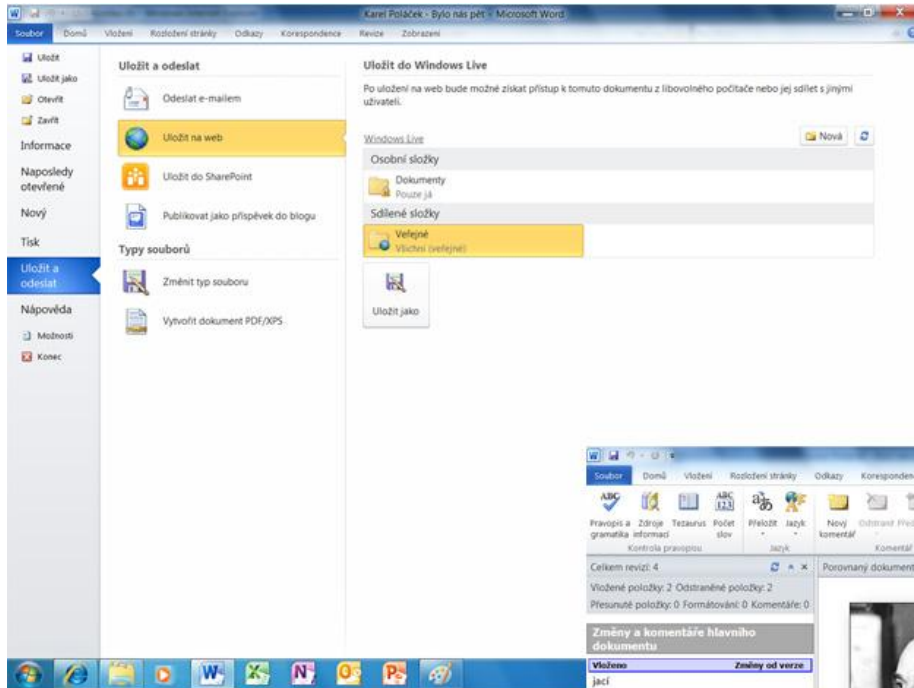 Karel Poláček - Bylo nás pět - Microsoft Word
Soubor Domů Vložení Rozložení stránky Odkazy Korespondence Revize Zobrazení
Uložit
Uložit jako
Otevřít
Zavřít
Informace
Naposledy
otevřené
Nový
Tisk
Uložit a
odeslat
Nápověda
Možnosti
Konec
Uložit a odeslat
Odeslat e-mailem
Uložit na web
Uložit do SharePoint
Publikovat jako příspěvek do blogu
Typy souborů
Změnit typ souboru
Vytvořit dokument PDF/XPS
Uložit do Windows Live
Po uložení na web bude možné získat přístup k tomuto dokumentu z libovolného počítače nebo jej sdílet s jinými
uživateli.
Windows Live
Nová
Osobní složky
Dokumenty
Pouze já
Sdílené složky
Veřejné
Všichni (veřejné)
Uložit jako
Soubor Domů Vložení Rozložení stránky Odkazy Koresponden
Pravopis a Zdroje Tezaurus Počet Přeložit Jazyk Nový Odstranit
gramatika informací slov komentář
Kontrola pravopisu Jazyk Komentář
Celkem revizí: 4
Porovnaný dokument
Vložené položky: 2 Odstraněné položky: 2
Přesunuté položky: 0 Formátování: 0 Komentáře: 0
Změny a komentáře hlavního
dokumentu
Vloženo Změny od verze
jací